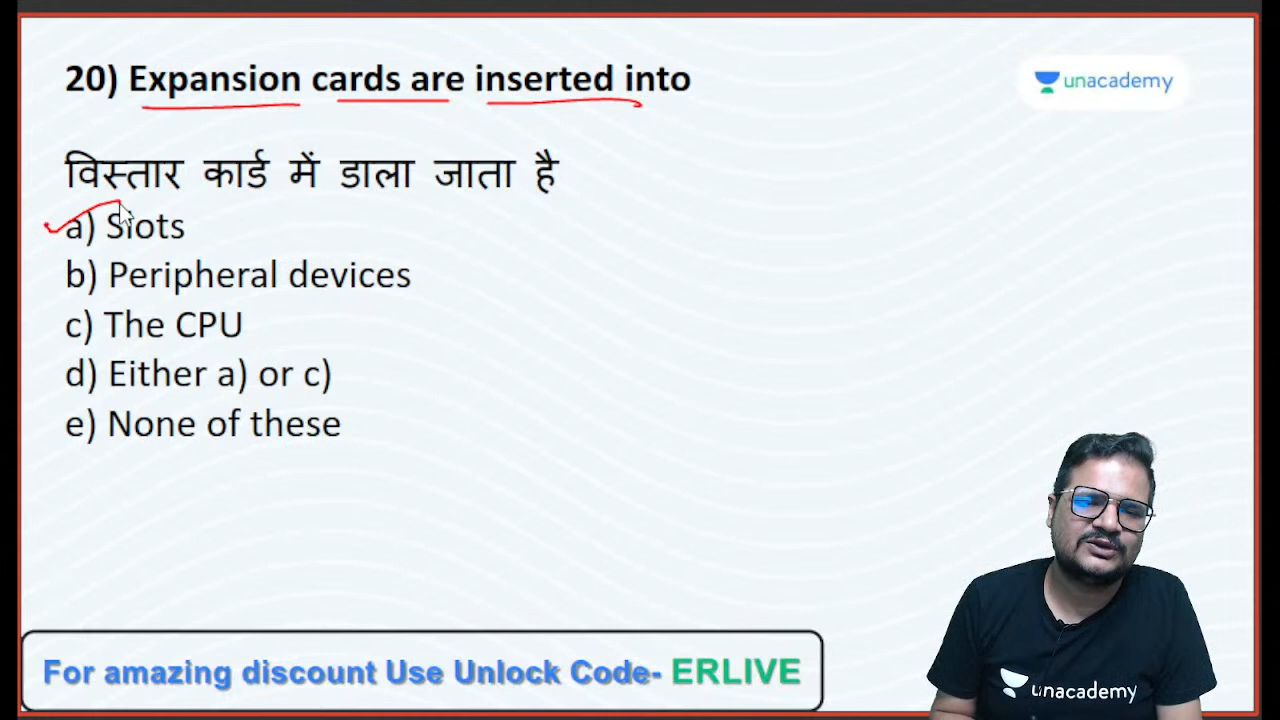 20) Expansion cards are inserted into
unacademy
विस्तार कार्ड में डाला जाता है
a) Slots
b) Peripheral devices
c) The CPU
d) Either a) or c)
e) None of these
unacademy
For amazing discount Use Unlock Code- ERLIVE